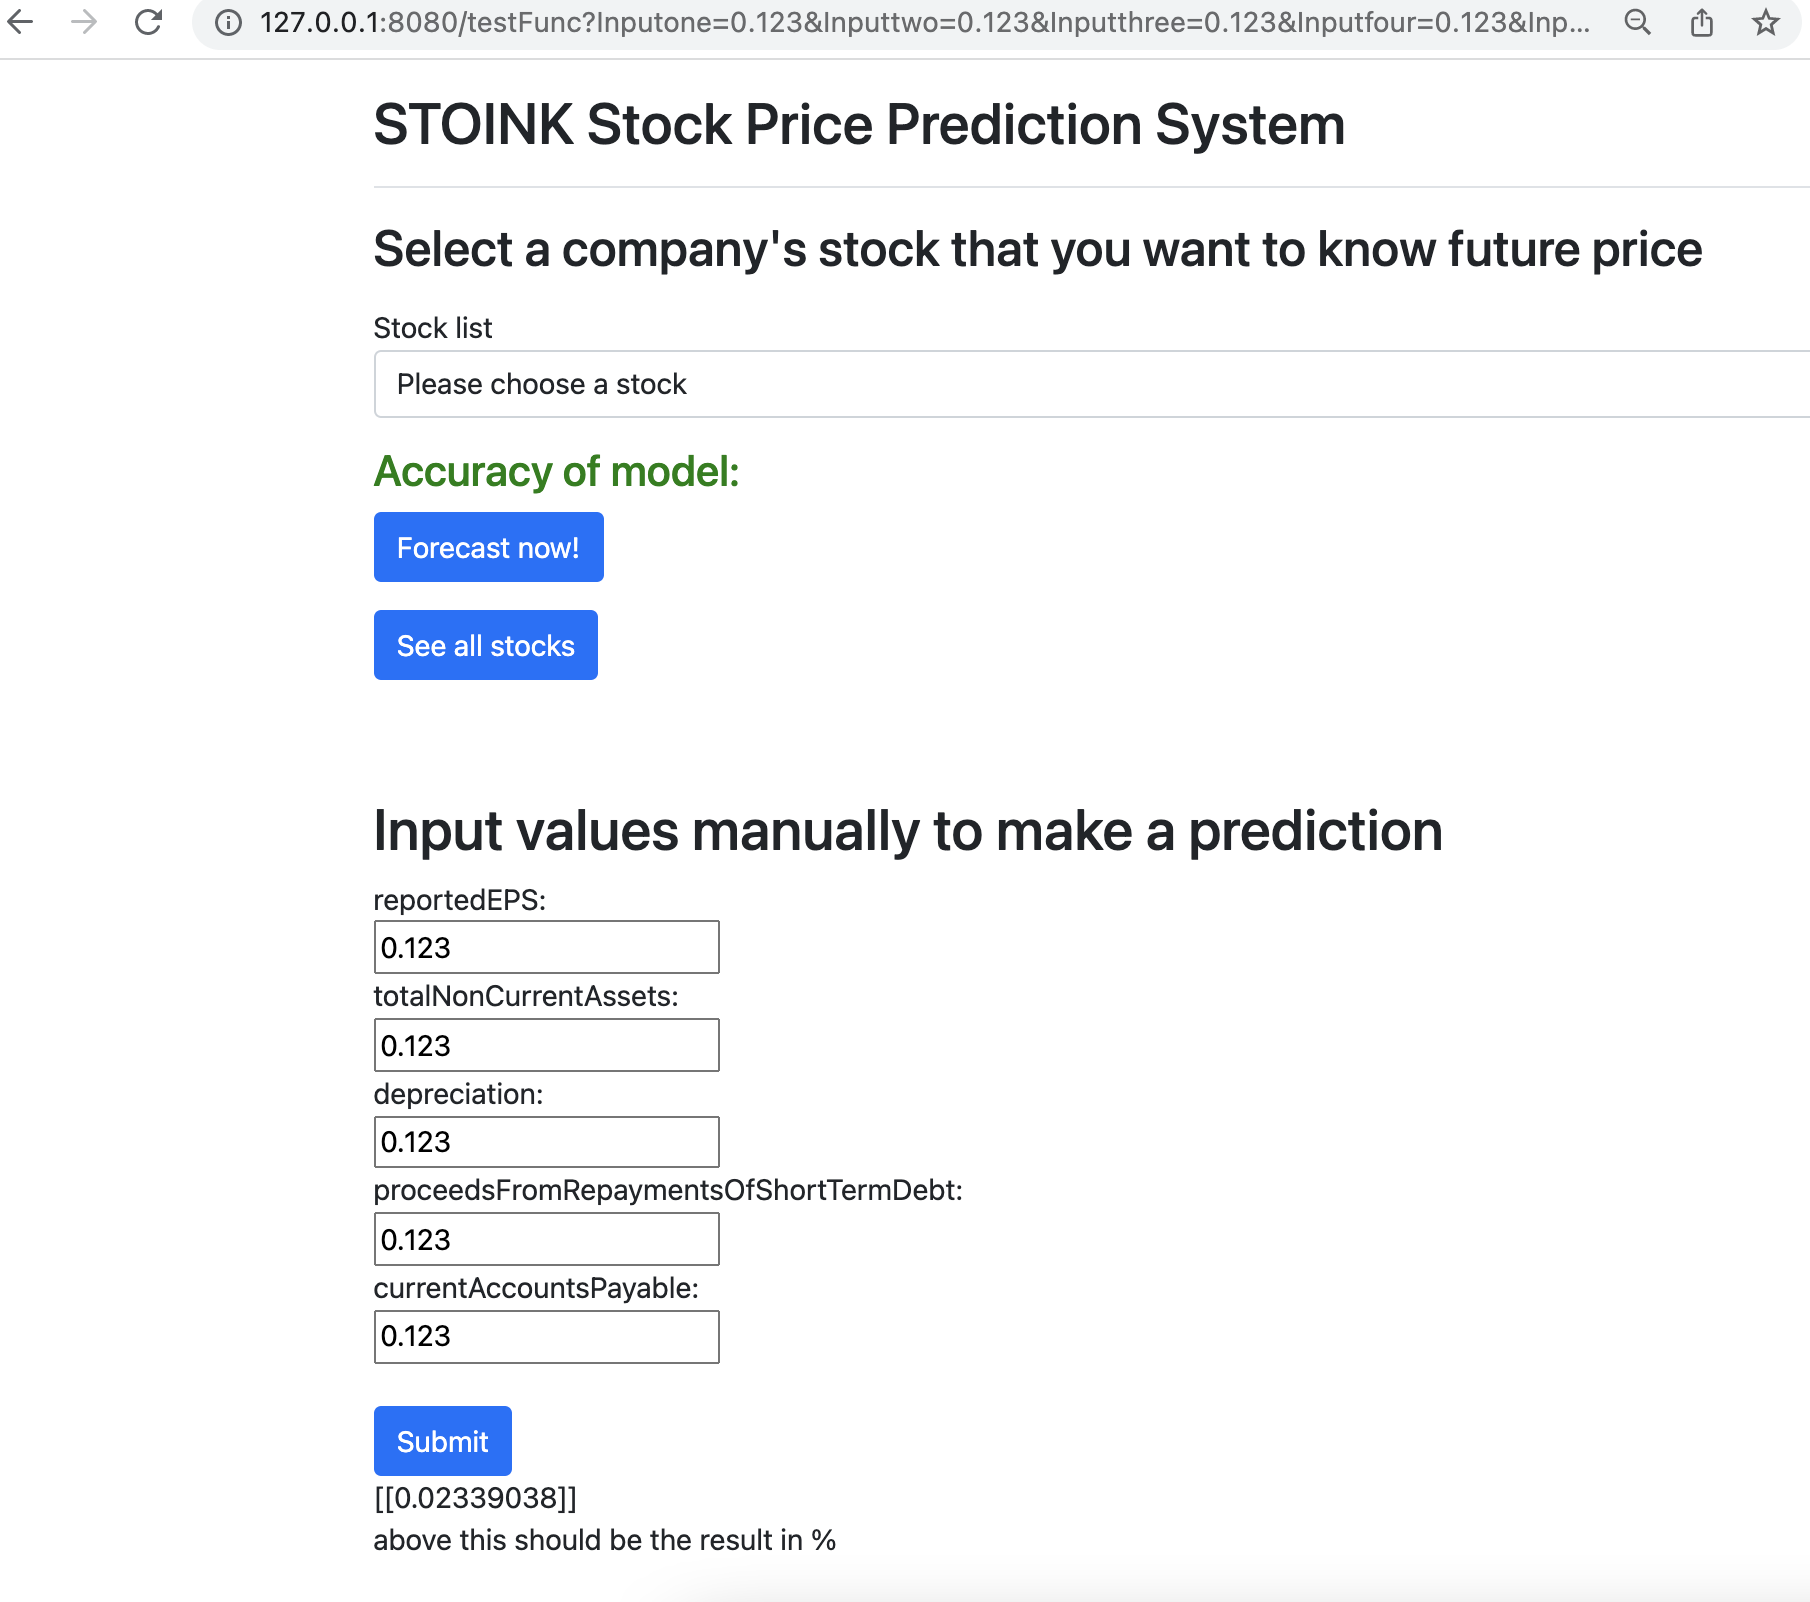 127.0.0.1:8080/testFunc?Inputone=0.123&Inputtwo=0.123&Inputthree=0.123&Inputfour=0.123&Inp...
STOINK Stock Price Prediction System
Select a company's stock that you want to know future price
Stock list
Please choose a stock
Accuracy of model:
Forecast now!
See all stocks
Input values manually to make a prediction
reportedEPS:
0.123
totalNonCurrentAssets:
0.123
depreciation:
0.123
proceedsFromRepaymentsOfShortTermDebt:
0.123
currentAccountsPayable:
0.123
Submit
[[0.02339038]]
above this should be the result in %